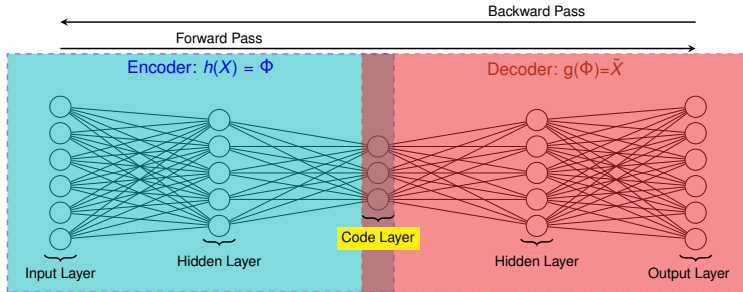 Backward Pass
Forward Pass
Encoder: h(X) = Φ
Decoder: g(Φ)=X̃
Code Layer
Hidden Layer
Hidden Layer
Input Layer
Output Layer